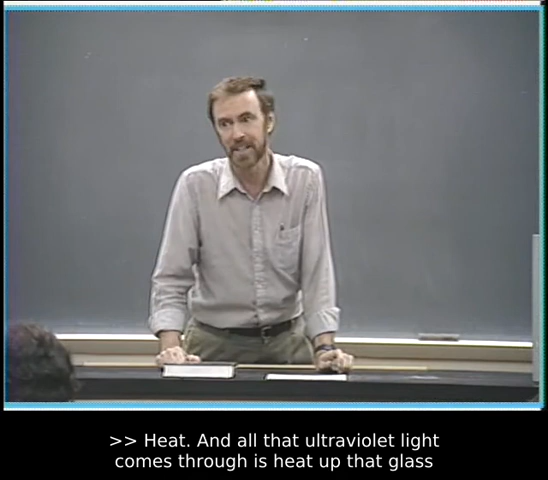 >> Heat. And all that ultraviolet light
comes through is heat up that glass